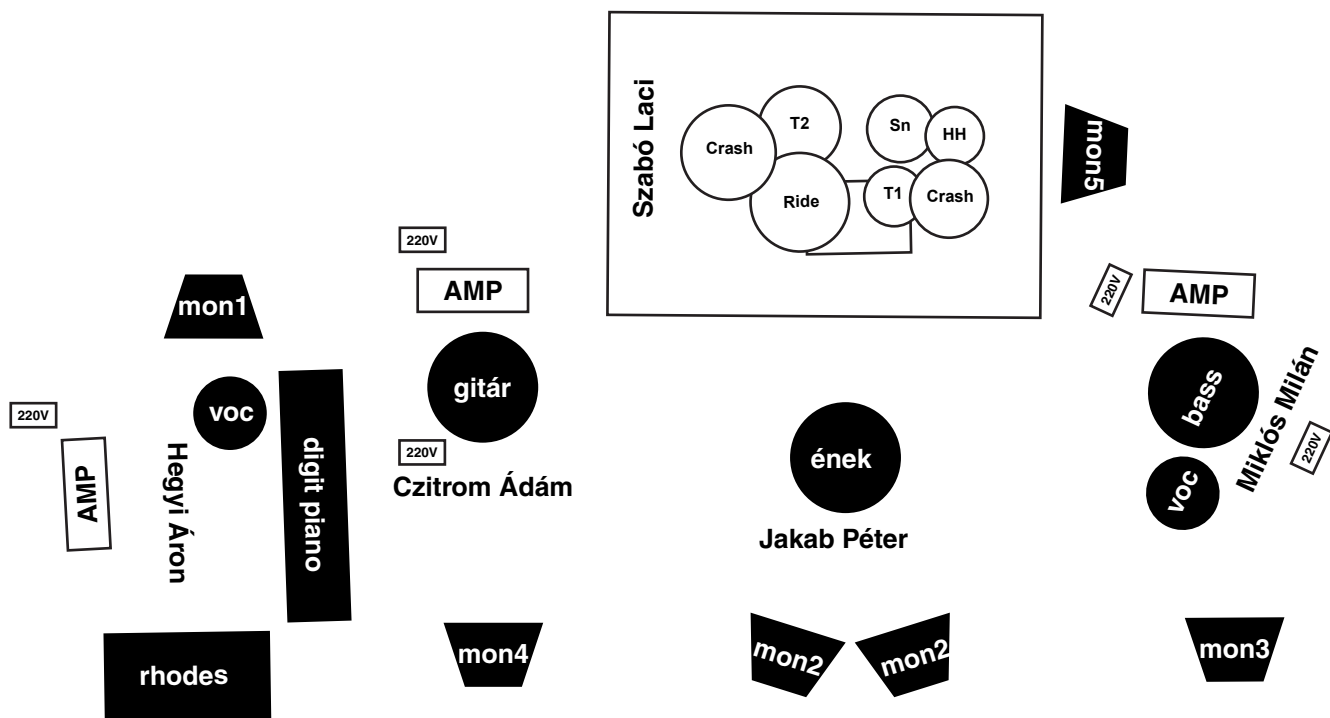 Szabó Laci
Crash
T2
Ride
Sn
HH
T1
Crash
mon5
220V
AMP
mon1
220V
AMP
gitár
voc
220V
AMP
Hegyi Áron
digit piano
220V
Czitrom Ádám
ének
Jakab Péter
bass
voc
Miklós Milán
220V
rhodes
mon4
mon2
mon2
mon3